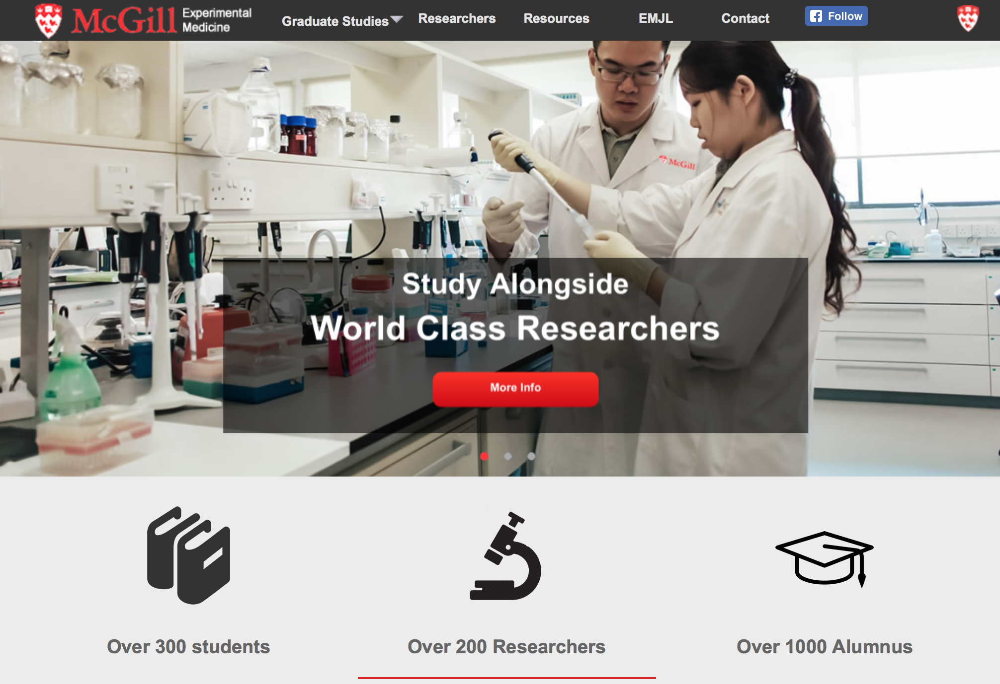 McGill
Experimental
Medicine
Graduate Studies
Researchers
Resources
EMJL
Contact
Follow
McGill
Study Alongside
World Class Researchers
More Info
Over 300 students
Over 200 Researchers
Over 1000 Alumnus